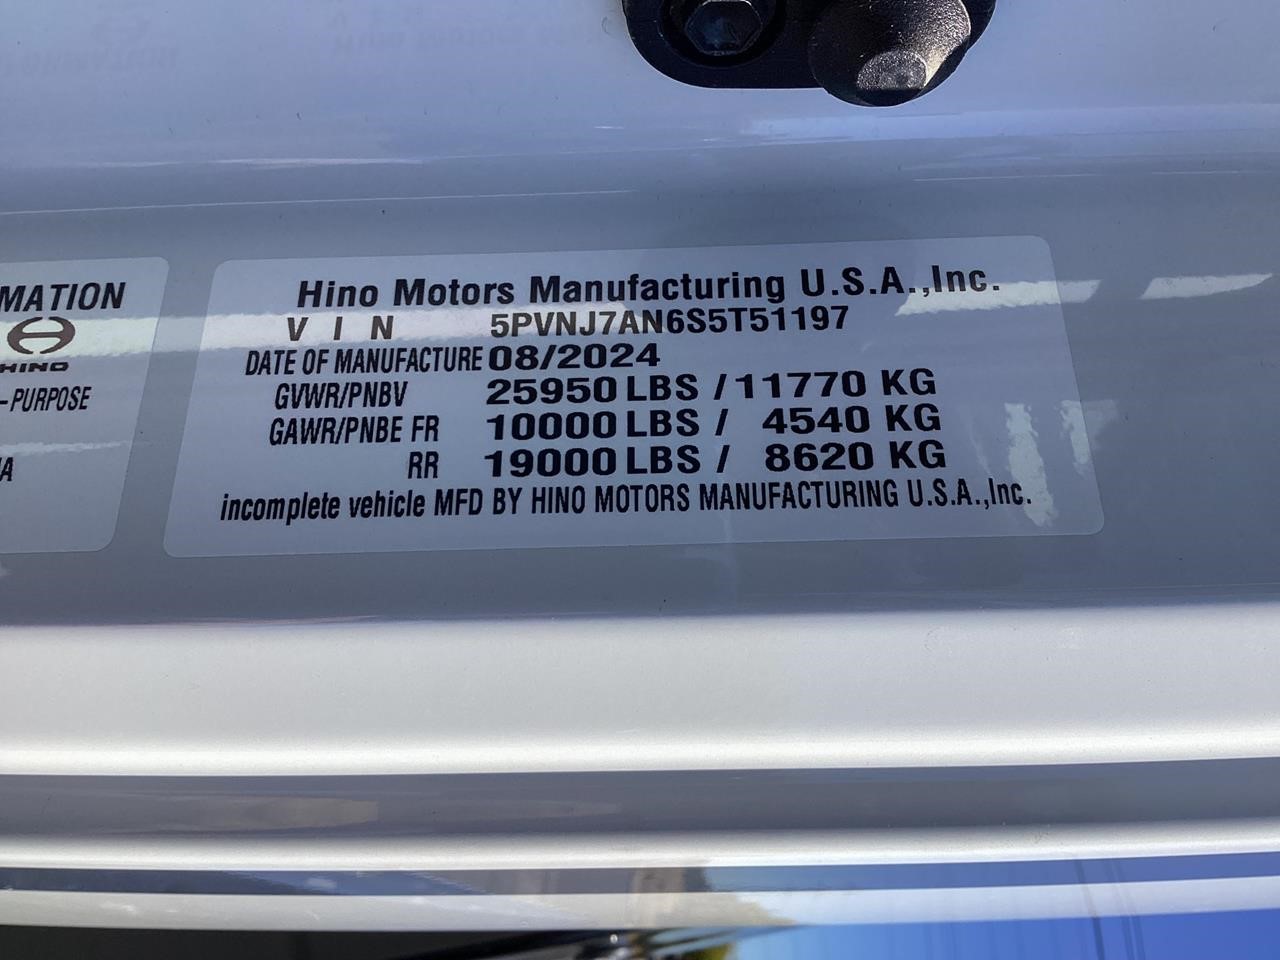 MATION
HINO
-PURPOSE
A
Hino Motors Manufacturing U.S.A.,Inc.
V I N 5PVNJ7AN6S5T51197
DATE OF MANUFACTURE 08/2024
GVWR/PNBV 25950 LBS / 11770 KG
GAWR/PNBE FR 10000 LBS / 4540 KG
RR 19000 LBS / 8620 KG
incomplete vehicle MFD BY HINO MOTORS MANUFACTURING U.S.A.,Inc.